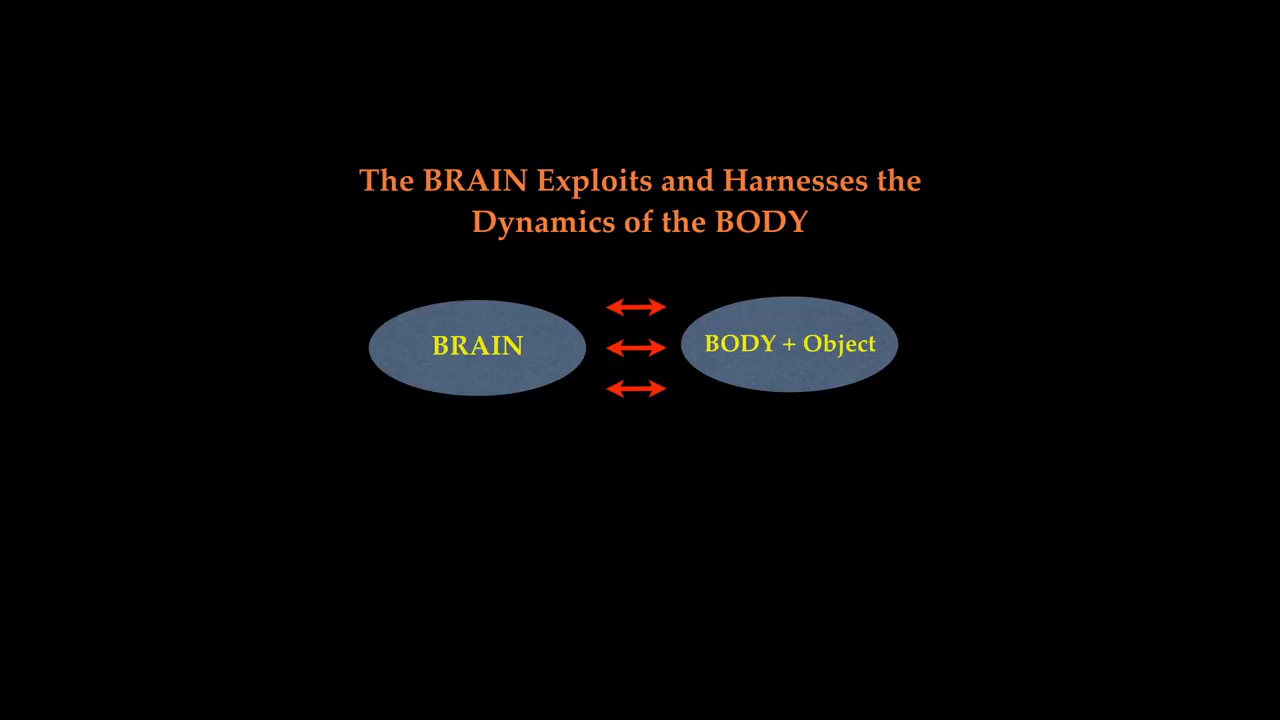 The BRAIN Exploits and Harnesses the
Dynamics of the BODY
BRAIN
BODY + Object